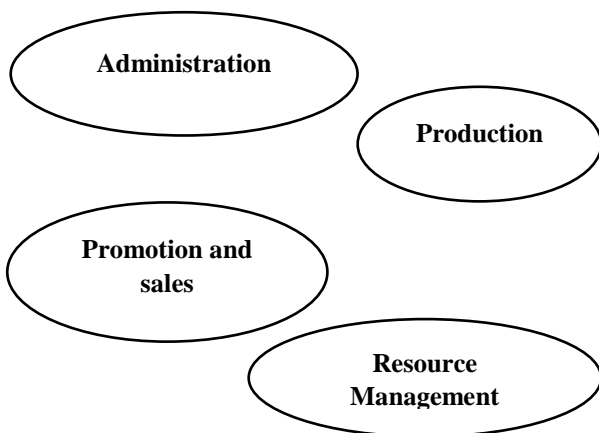 Administration
Production
Promotion and
sales
Resource
Management